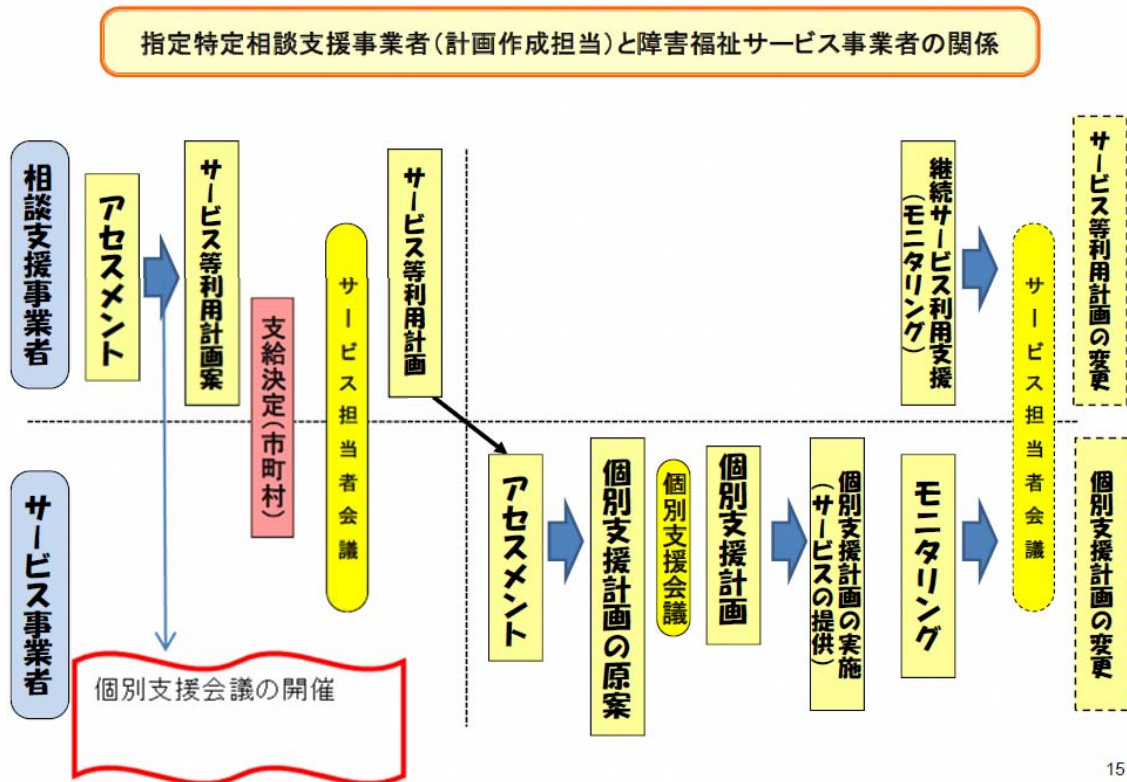 指定特定相談支援事業者(計画作成担当)と障害福祉サービス事業者の関係
相談支援事業者
アセスメント
サービス等利用計画案
支給決定(市町村)
サービス担当者会議
サービス等利用計画
継続サービス利用支援
(モニタリング)
サービス担当者会議
サービス等利用計画の変更
サービス事業者
個別支援会議の開催
アセスメント
個別支援計画の原案
個別支援会議
個別支援計画
個別支援計画の実施
(サービスの提供)
モニタリング
個別支援計画の変更
15